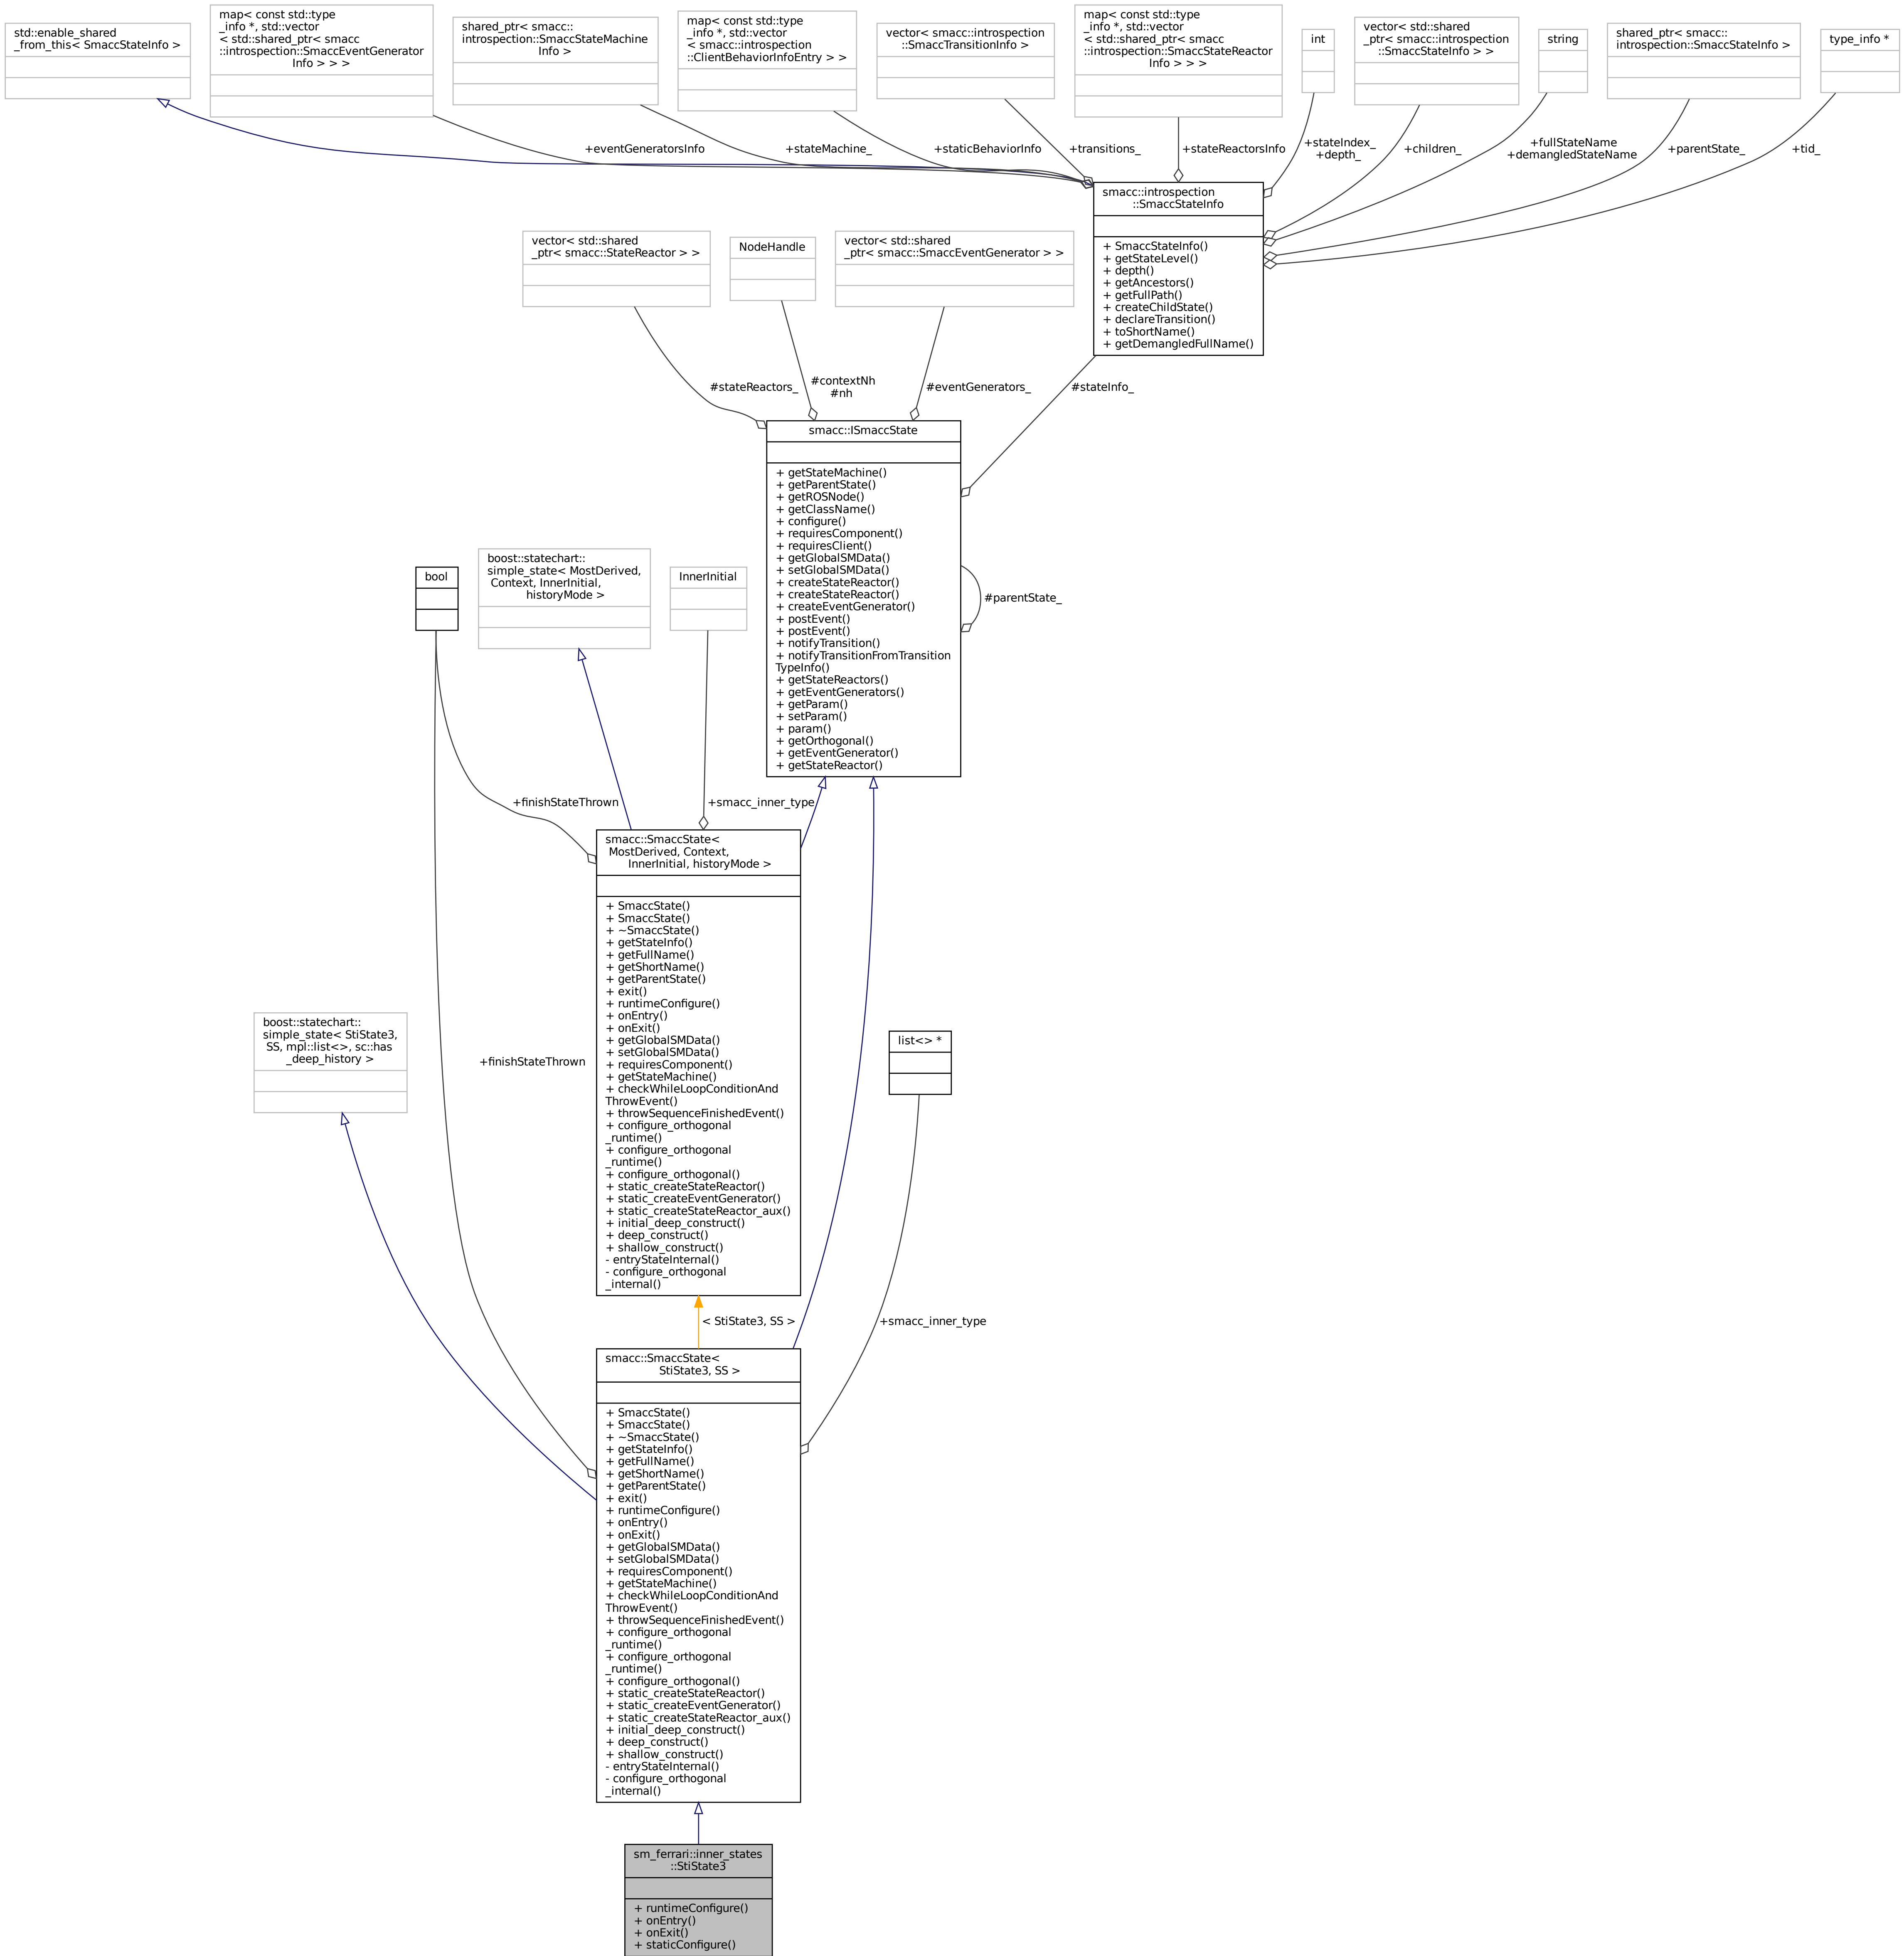 std::enable_shared
_from_this< SmaccStateInfo >
map< const std::type
_info *, std::vector
< std::shared_ptr< smacc
::introspection::SmaccEventGenerator
Info > > >
shared_ptr< smacc::
introspection::SmaccStateMachine
Info >
map< const std::type
_info *, std::vector
< smacc::introspection
::ClientBehaviorInfoEntry > >
vector< smacc::introspection
::SmaccTransitionInfo >
map< const std::type
_info *, std::vector
< std::shared_ptr< smacc
::introspection::SmaccStateReactor
Info > > >
int
vector< std::shared
_ptr< smacc::introspection
::SmaccStateInfo > >
string
shared_ptr< smacc::
introspection::SmaccStateInfo >
type_info *
+eventGeneratorsInfo
+stateMachine_
+staticBehaviorInfo
+transitions_
+stateReactorsInfo
+stateIndex_
+depth_
+children_
+fullStateName
+demangledStateName
+parentState_
+tid_
smacc::introspection
::SmaccStateInfo
+ SmaccStateInfo()
+ getStateLevel()
+ depth()
+ getAncestors()
+ getFullPath()
+ createChildState()
+ declareTransition()
+ toShortName()
+ getDemangledFullName()
vector< std::shared
_ptr< smacc::StateReactor > >
NodeHandle
vector< std::shared
_ptr< smacc::SmaccEventGenerator > >
#stateReactors_
#contextNh
#nh
#eventGenerators_
#stateInfo_
smacc::ISmaccState
+ getStateMachine()
+ getParentState()
+ getROSNode()
+ getClassName()
+ configure()
+ requiresComponent()
+ requiresClient()
+ getGlobalSMData()
+ setGlobalSMData()
+ createStateReactor()
+ createStateReactor()
+ createEventGenerator()
+ postEvent()
+ postEvent()
+ notifyTransition()
+ notifyTransitionFromTransition
TypeInfo()
+ getStateReactors()
+ getEventGenerators()
+ getParam()
+ setParam()
+ param()
+ getOrthogonal()
+ getEventGenerator()
+ getStateReactor()
#parentState_
bool
boost::statechart::
simple_state< MostDerived,
Context, InnerInitial,
historyMode >
InnerInitial
+finishStateThrown
+smacc_inner_type
smacc::SmaccState<
MostDerived, Context,
InnerInitial, historyMode >
+ SmaccState()
+ SmaccState()
+ ~SmaccState()
+ getStateInfo()
+ getFullName()
+ getShortName()
+ getParentState()
+ exit()
+ runtimeConfigure()
+ onEntry()
+ onExit()
+ getGlobalSMData()
+ setGlobalSMData()
+ requiresComponent()
+ getStateMachine()
+ checkWhileLoopConditionAnd
ThrowEvent()
+ throwSequenceFinishedEvent()
+ configure_orthogonal
_runtime()
+ configure_orthogonal
_runtime()
+ configure_orthogonal()
+ static_createStateReactor()
+ static_createEventGenerator()
+ static_createStateReactor_aux()
+ initial_deep_construct()
+ deep_construct()
+ shallow_construct()
- entryStateInternal()
- configure_orthogonal
_internal()
boost::statechart::
simple_state< StiState3,
SS, mpl::list<>, sc::has
_deep_history >
+finishStateThrown
list<> *
< StiState3, SS >
+smacc_inner_type
smacc::SmaccState<
StiState3, SS >
+ SmaccState()
+ SmaccState()
+ ~SmaccState()
+ getStateInfo()
+ getFullName()
+ getShortName()
+ getParentState()
+ exit()
+ runtimeConfigure()
+ onEntry()
+ onExit()
+ getGlobalSMData()
+ setGlobalSMData()
+ requiresComponent()
+ getStateMachine()
+ checkWhileLoopConditionAnd
ThrowEvent()
+ throwSequenceFinishedEvent()
+ configure_orthogonal
_runtime()
+ configure_orthogonal
_runtime()
+ configure_orthogonal()
+ static_createStateReactor()
+ static_createEventGenerator()
+ static_createStateReactor_aux()
+ initial_deep_construct()
+ deep_construct()
+ shallow_construct()
- entryStateInternal()
- configure_orthogonal
_internal()
sm_ferrari::inner_states
::StiState3
+ runtimeConfigure()
+ onEntry()
+ onExit()
+ staticConfigure()